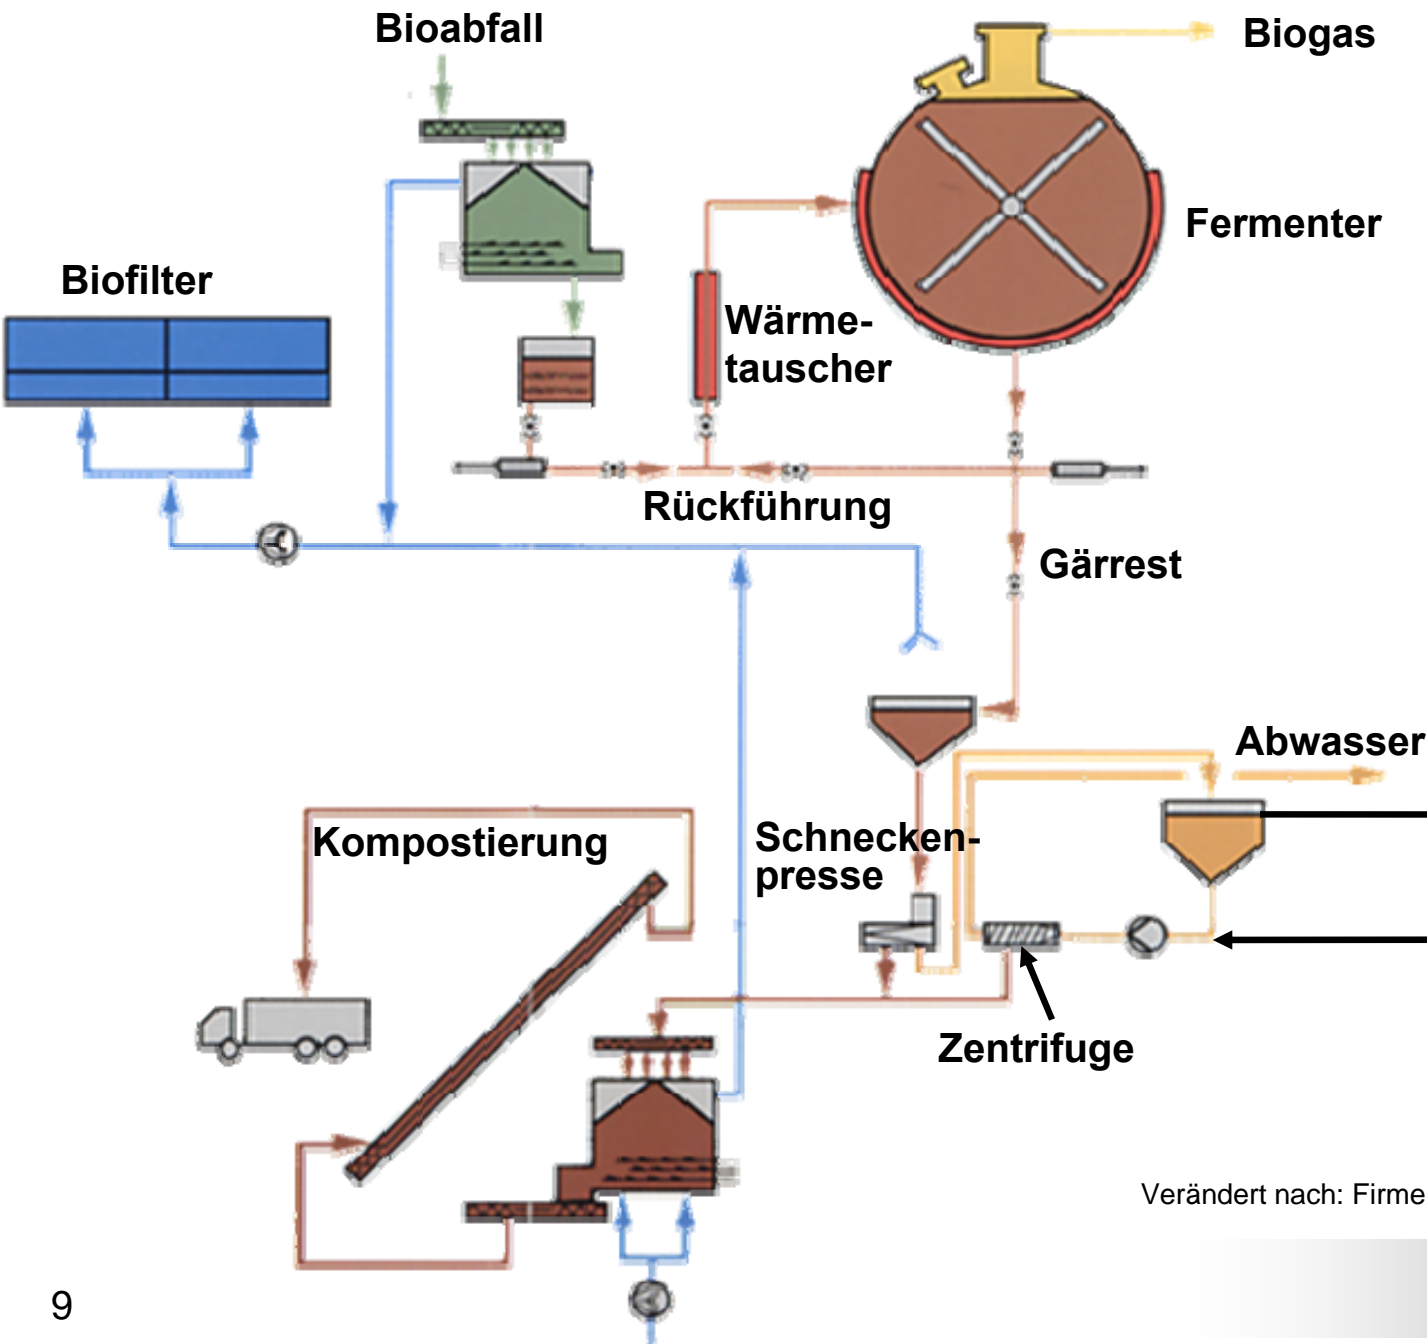 Bioabfall
Biogas
Fermenter
Biofilter
Wärme-
tauscher
Rückführung
Gärrest
Abwasser
Kompostierung
Schnecken-
presse
Zentrifuge
Verändert nach: Firme
9